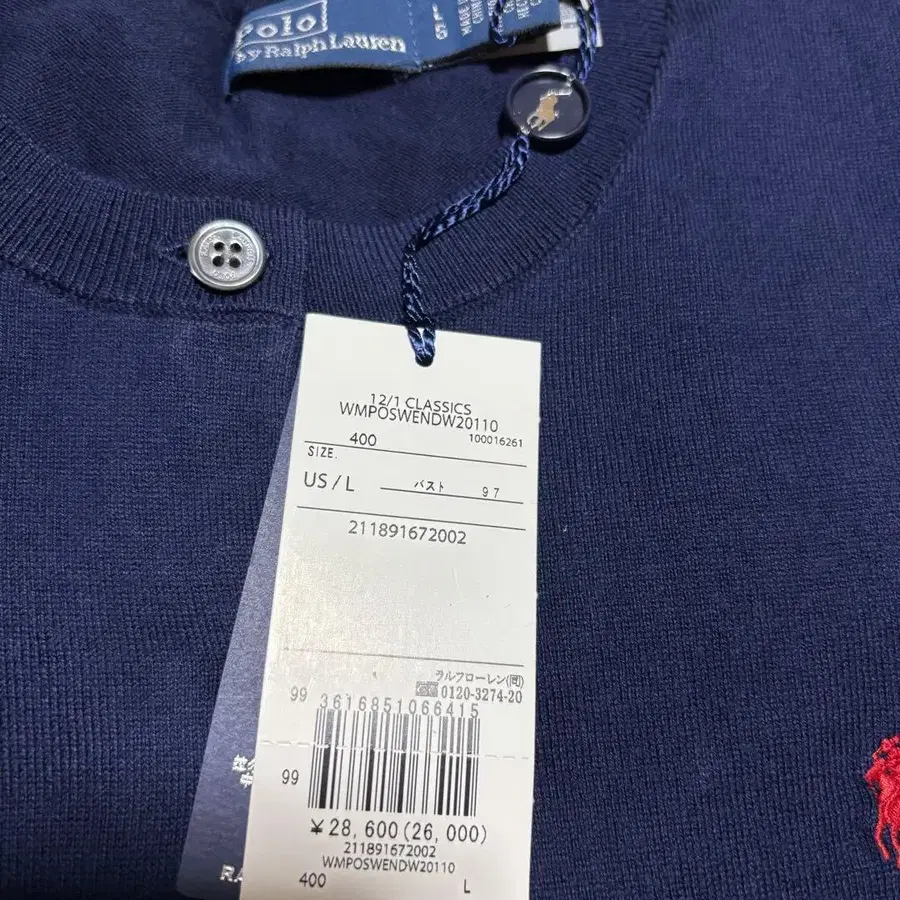 Polo
by Ralph Lauren
L
12/1 CLASSICS
WMPOSWENDW20110
400 100016261
SIZE.
US/L バスト 97
211891672002
ラルフローレン(同)
0120-3274-20
99 3616851066415
99
¥28,600(26,000)
211891672002
WMPOSWENDW20110
400 L